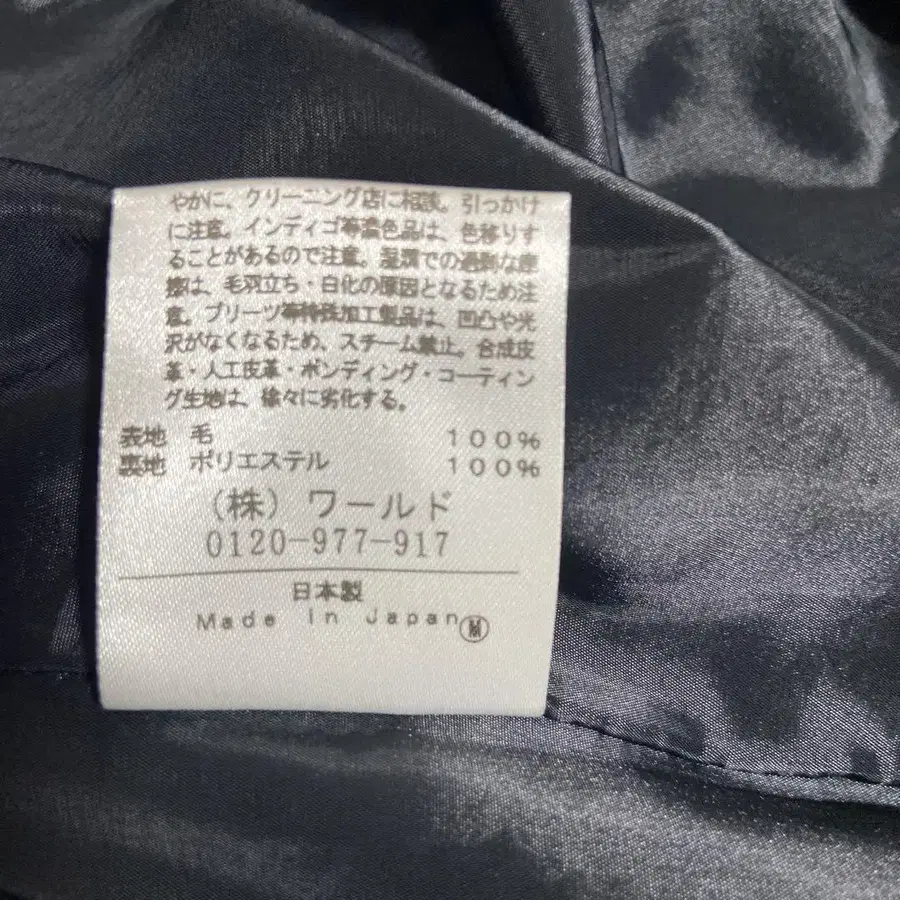 やかに、クリーニング店に相談。引っかけ
に注意。インディゴ等濃色品は、色移りす
ることがあるので注意。湿潤での過剰な摩
擦は、毛羽立ち・白化の原因となるため注
意。プリーツ等特殊加工製品は、凹凸や光
沢がなくなるため、スチーム禁止。合成皮
革・人工皮革・ボンディング・コーティン
グ生地は、徐々に劣化する。
表地 毛 100%
裏地 ポリエステル 100%
(株) ワールド
0120-977-917
日本製
Made in Japan